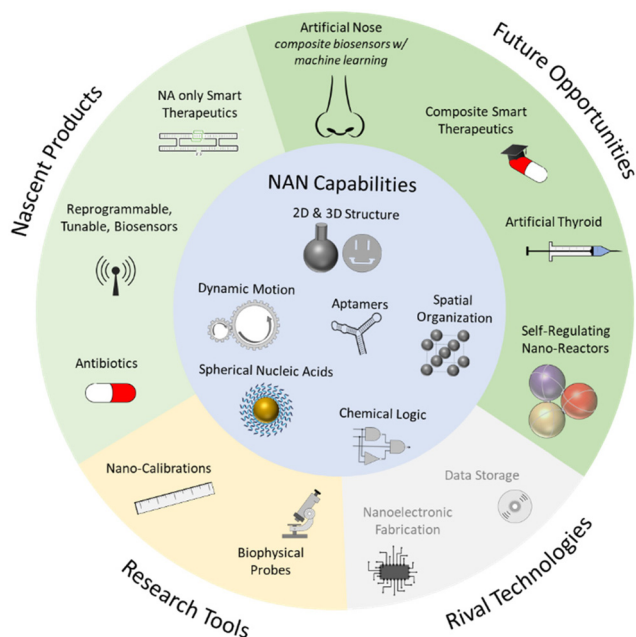 Artificial Nose
composite biosensors w/
machine learning
Future Opportunities
Composite Smart
Therapeutics
Artificial Thyroid
Self-Regulating
Nano-Reactors
Nascent Products
NA only Smart
Therapeutics
Reprogrammable,
Tunable, Biosensors
Antibiotics
NAN Capabilities
2D & 3D Structure
Dynamic Motion
Aptamers
Spatial
Organization
Spherical Nucleic Acids
Chemical Logic
Nano-Calibrations
Biophysical
Probes
Research Tools
Data Storage
Nanoelectronic
Fabrication
Rival Technologies